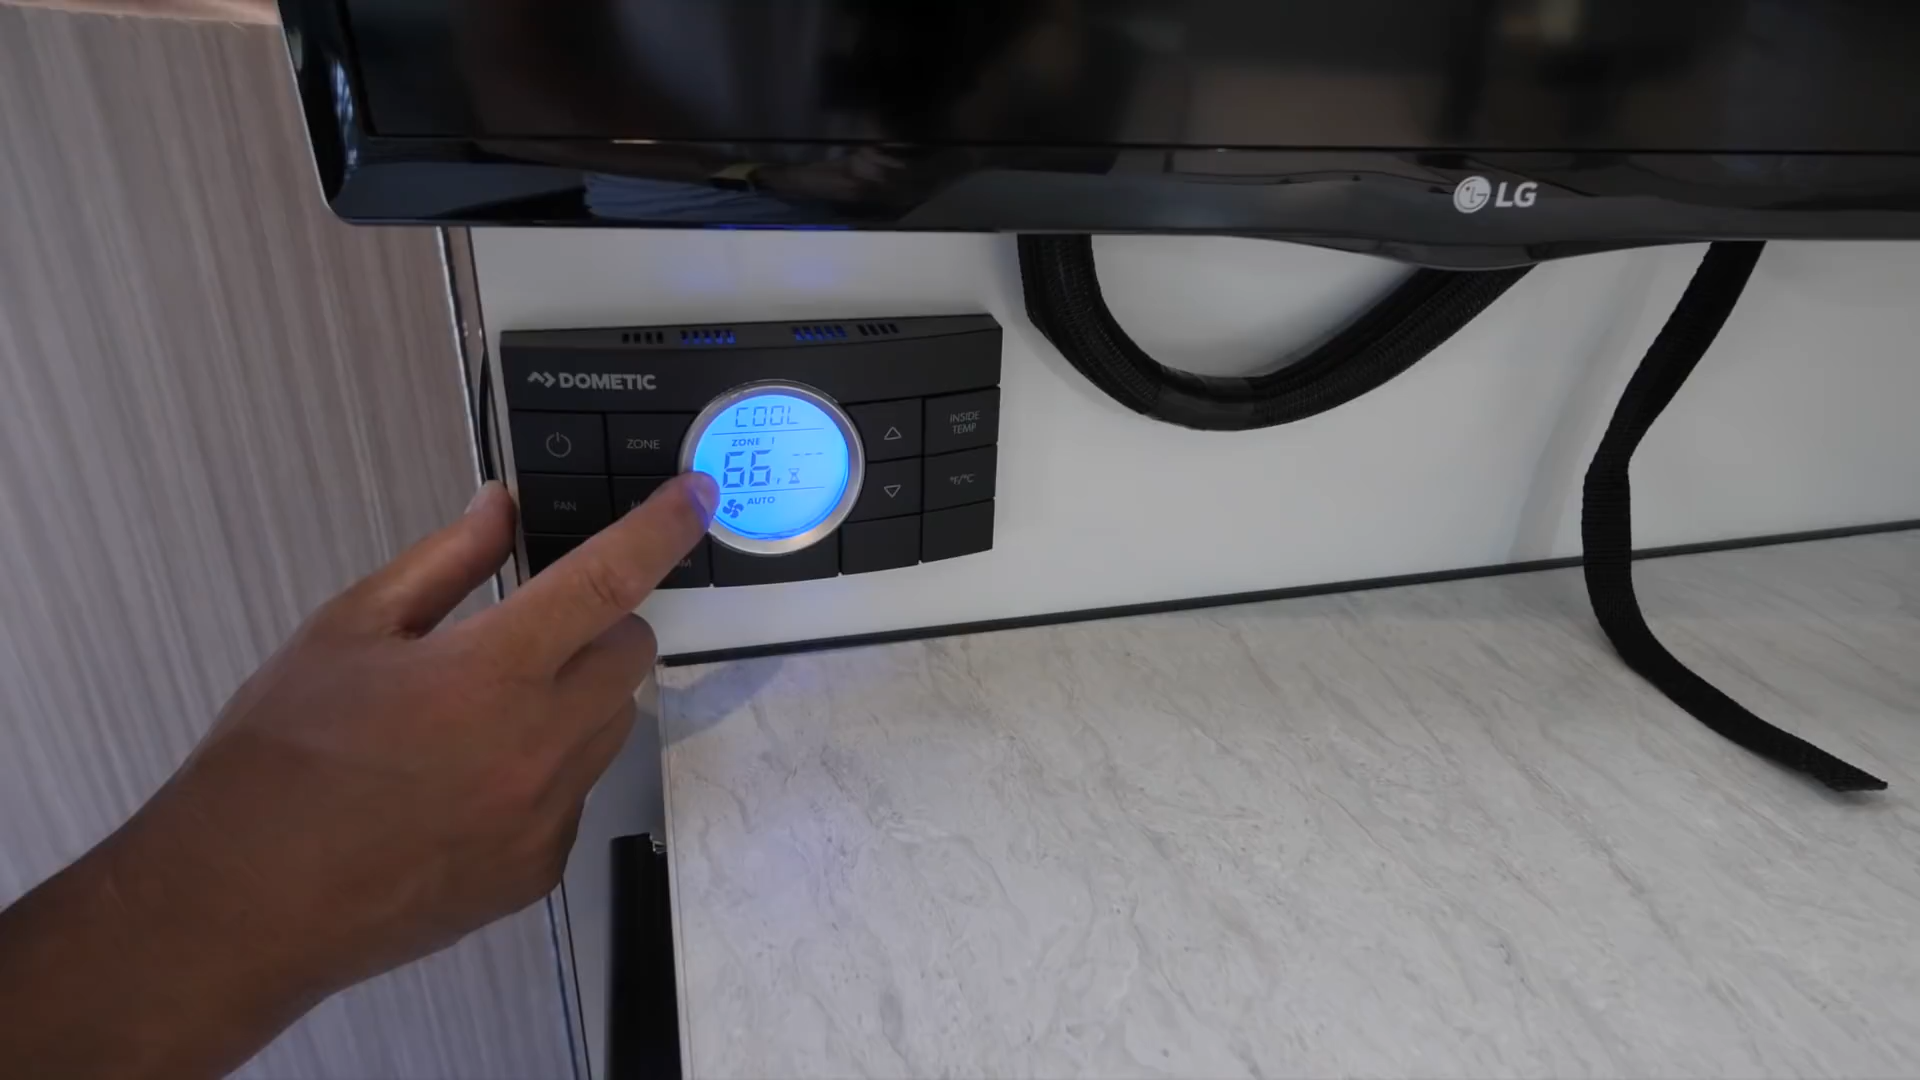 LG
DOMETIC
COOL
INSIDE
TEMP
ZONE
ZONE 1
66
---
°F/°C
FAN
AUTO